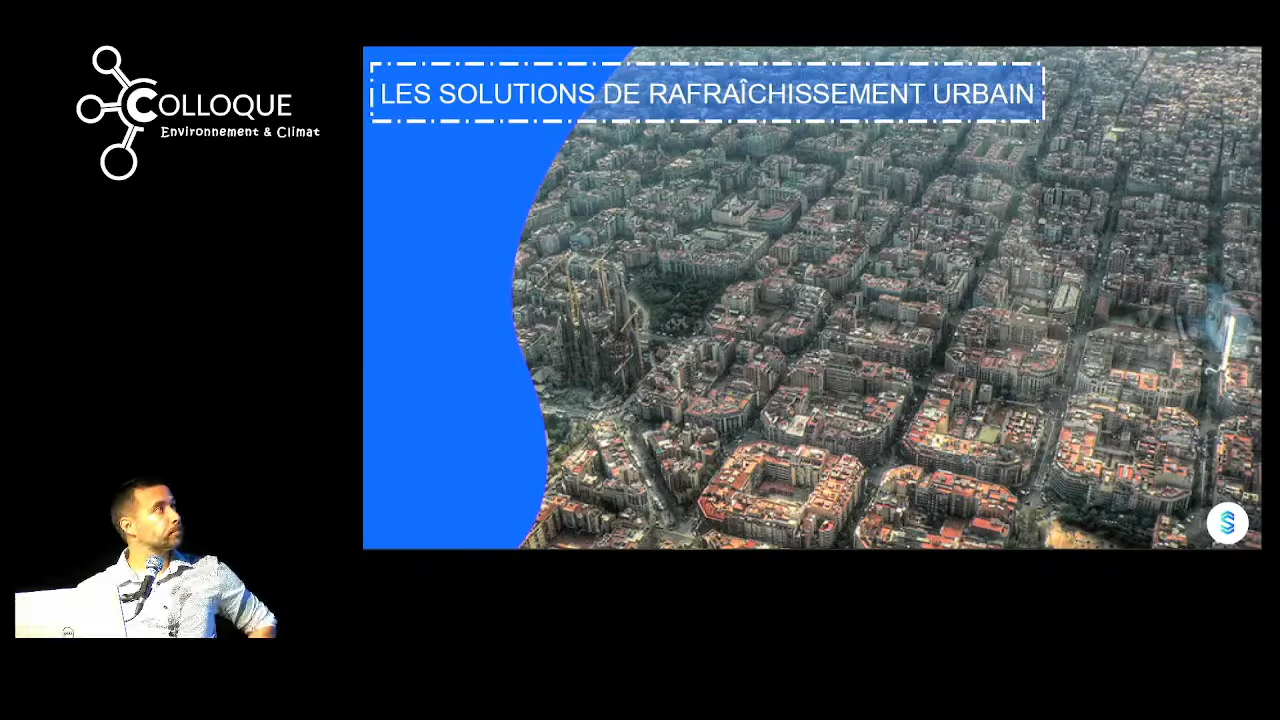 COLLOQUE
Environnement & Climat
LES SOLUTIONS DE RAFRAÎCHISSEMENT URBAIN